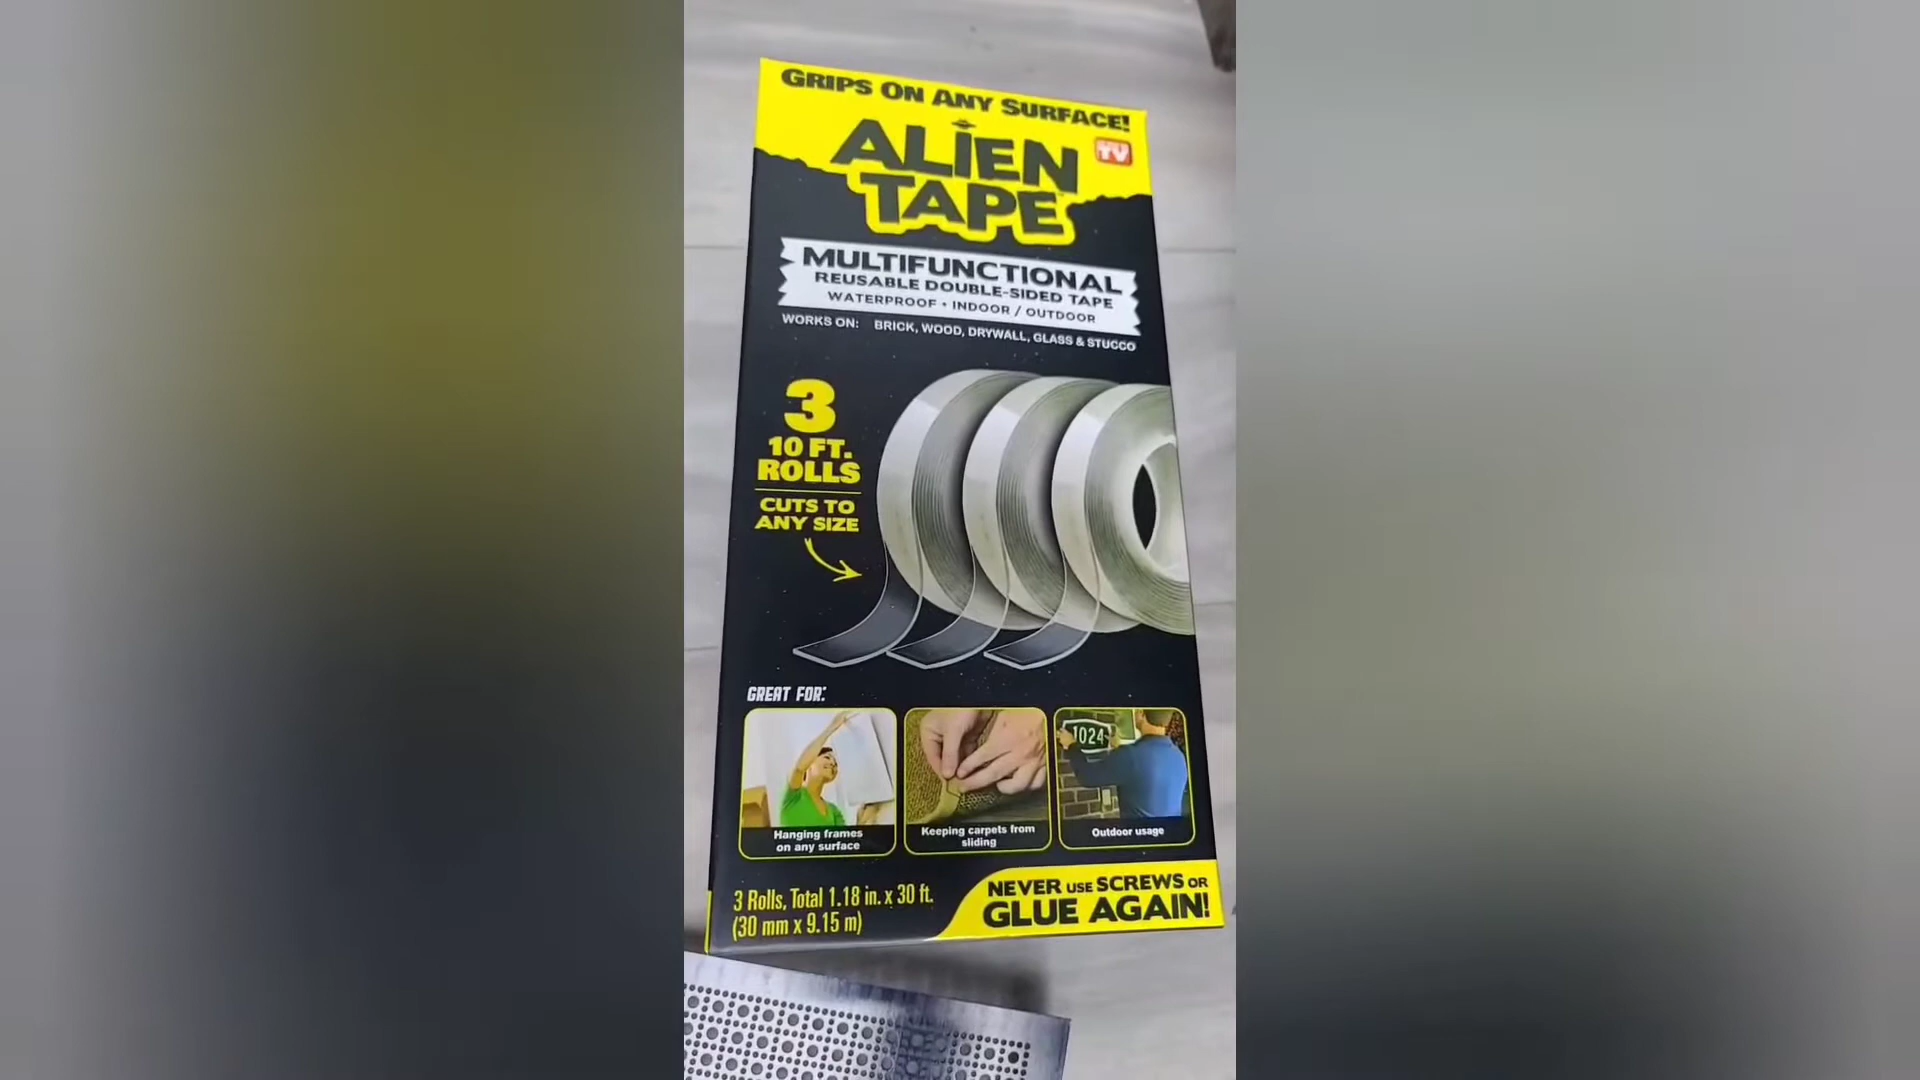 GRIPS ON ANY SURFACE!
ALIEN
TAPE
TV
MULTIFUNCTIONAL
REUSABLE DOUBLE-SIDED TAPE
WATERPROOF • INDOOR / OUTDOOR
WORKS ON: BRICK, WOOD, DRYWALL, GLASS & STUCCO
3
10 FT.
ROLLS
CUTS TO
ANY SIZE
GREAT FOR:
1024
Hanging frames
on any surface
Keeping carpets from
sliding
Outdoor usage
3 Rolls, Total 1.18 in. x 30 ft.
(30 mm x 9.15 m)
NEVER USE SCREWS OR
GLUE AGAIN!